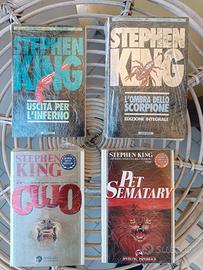 STEPHEN
KING
USCITA PER
L'INFERNO
STEPHEN
KING
L'OMBRA DELLO
SCORPIONE
EDIZIONE INTEGRALE
STEPHEN
KING
CUJO
STEPHEN KING
PET
SEMATARY